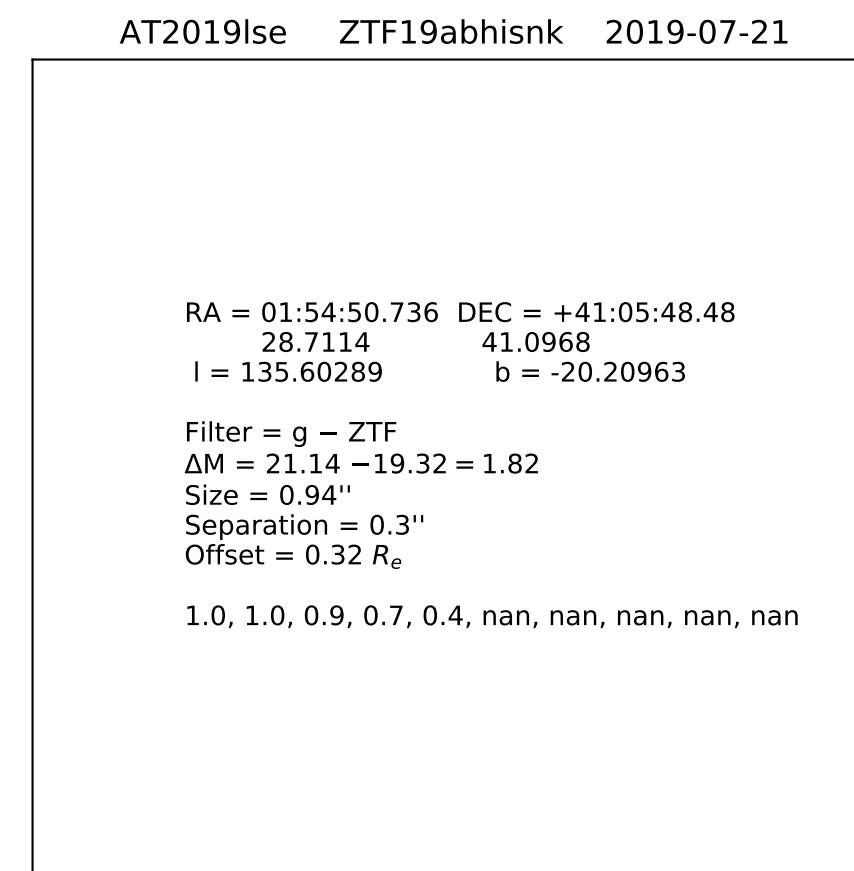 AT2019lse ZTF19abhisnk 2019-07-21
RA = 01:54:50.736 DEC = +41:05:48.48
28.7114 41.0968
l = 135.60289 b = -20.20963
Filter = g − ZTF
ΔM = 21.14 −19.32 = 1.82
Size = 0.94''
Separation = 0.3''
Offset = 0.32 Re
1.0, 1.0, 0.9, 0.7, 0.4, nan, nan, nan, nan, nan